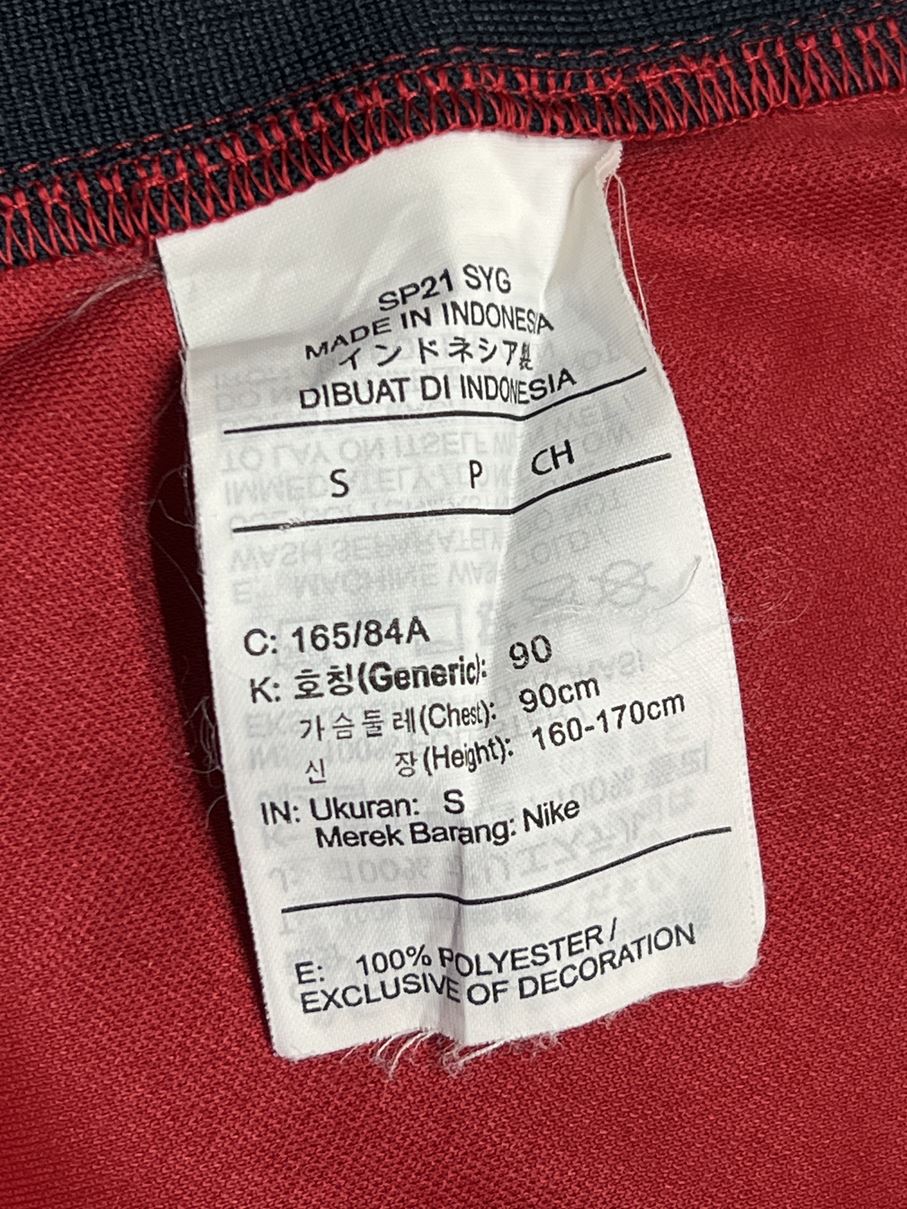 SP21 SYG
MADE IN INDONESIA
インドネシア製
DIBUAT DI INDONESIA
S P CH
C: 165/84A
K: 호칭(Generic): 90
가슴둘레(Chest): 90cm
신 장(Height): 160-170cm
IN: Ukuran: S
Merek Barang: Nike
E: 100% POLYESTER/
EXCLUSIVE OF DECORATION